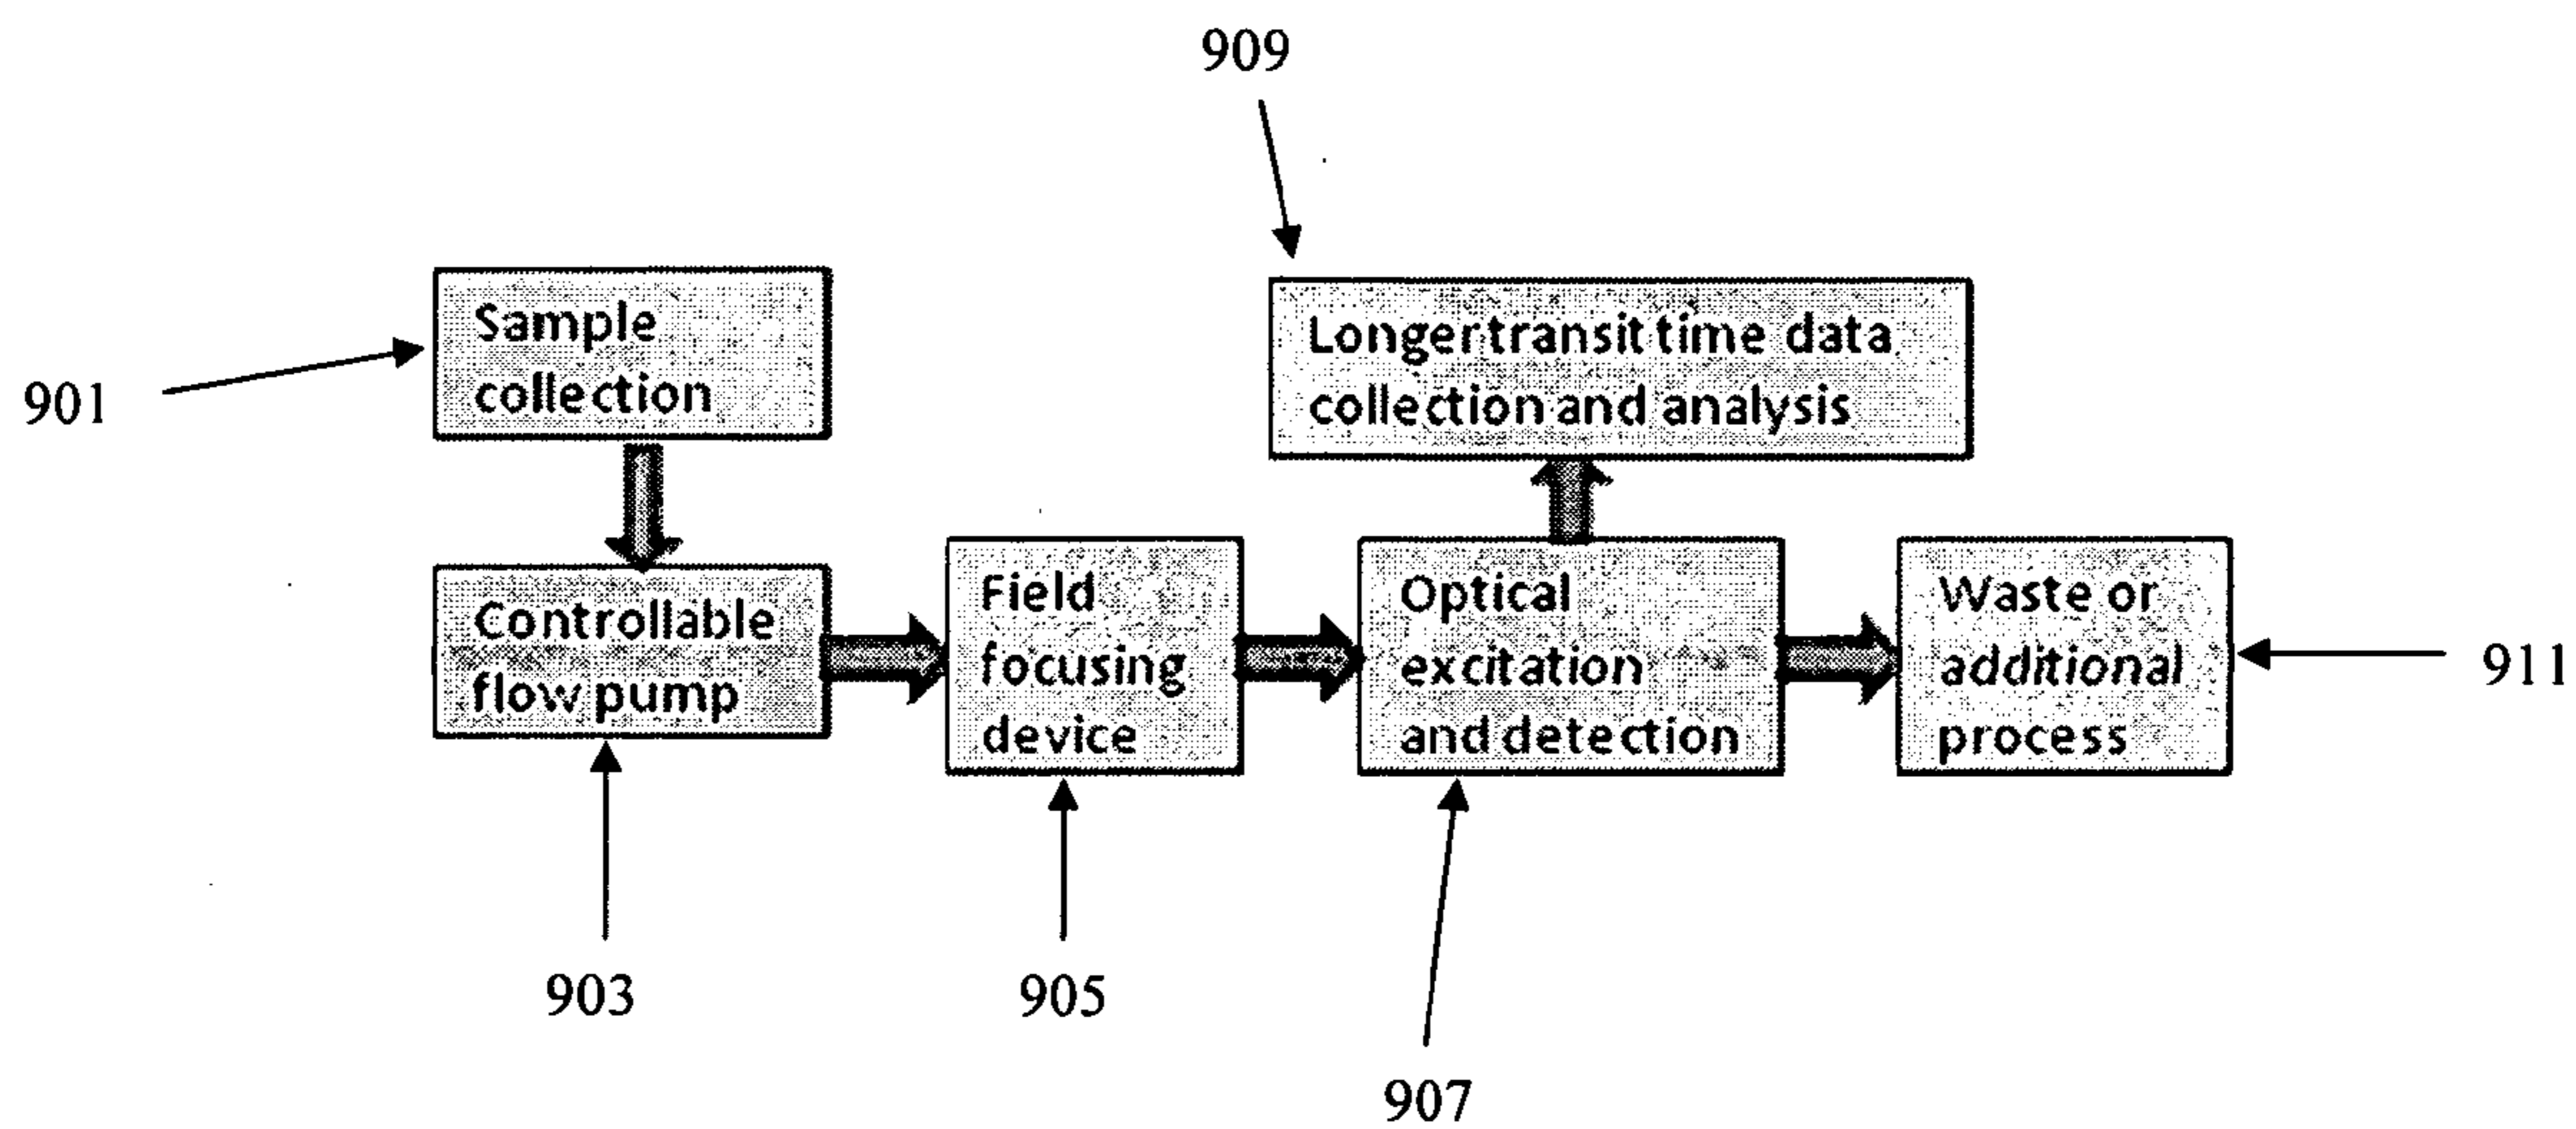 909
Sample
collection
901
Longer transit time data
collection and analysis
Controllable
flow pump
Field
focusing
device
Optical
excitation
and detection
Waste or
additional
process
911
903
905
907